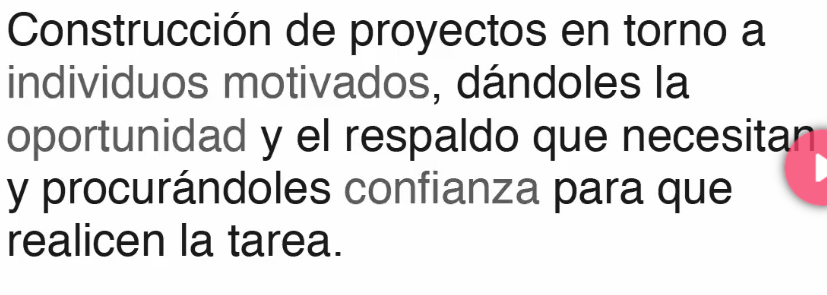 Construcción de proyectos en torno a
individuos motivados, dándoles la
oportunidad y el respaldo que necesitan
y procurándoles confianza para que
realicen la tarea.